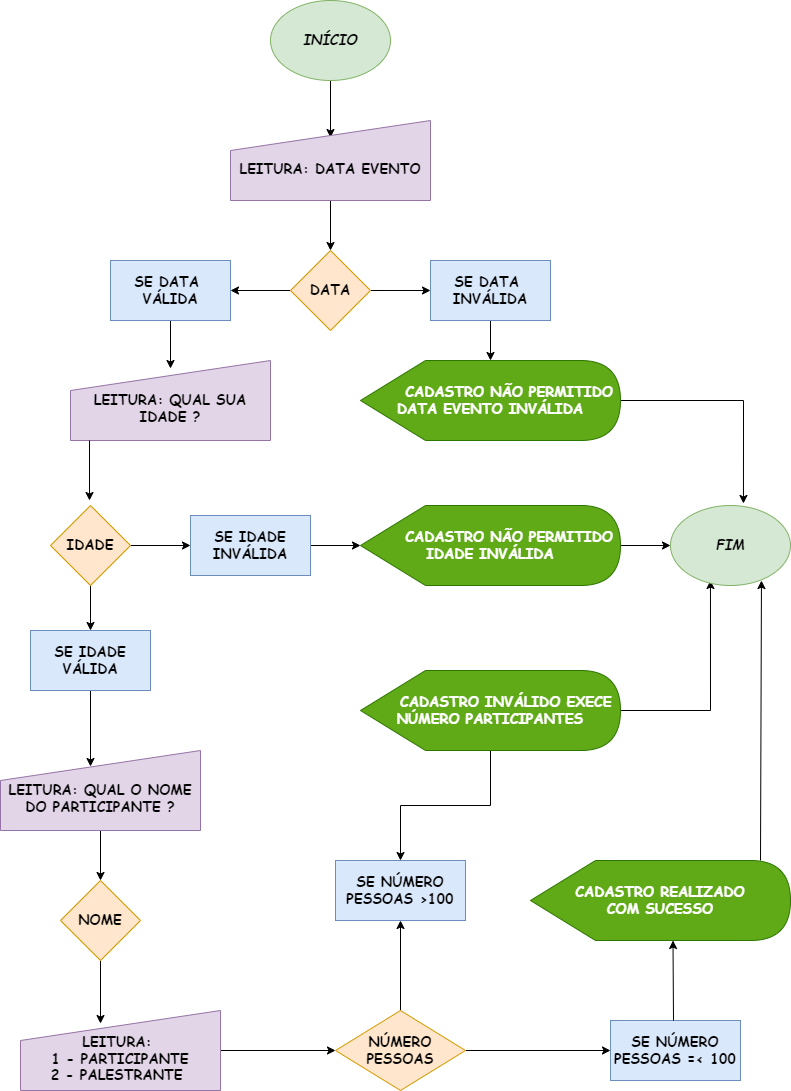 INÍCIO
LEITURA: DATA EVENTO
SE DATA
VÁLIDA
DATA
SE DATA
INVÁLIDA
LEITURA: QUAL SUA
IDADE ?
CADASTRO NÃO PERMITIDO
DATA EVENTO INVÁLIDA
IDADE
SE IDADE
INVÁLIDA
CADASTRO NÃO PERMITIDO
IDADE INVÁLIDA
FIM
SE IDADE
VÁLIDA
CADASTRO INVÁLIDO EXECE
NÚMERO PARTICIPANTES
LEITURA: QUAL O NOME
DO PARTICIPANTE ?
SE NÚMERO
PESSOAS >100
CADASTRO REALIZADO
COM SUCESSO
NOME
LEITURA:
1 - PARTICIPANTE
2 - PALESTRANTE
NÚMERO
PESSOAS
SE NÚMERO
PESSOAS =< 100